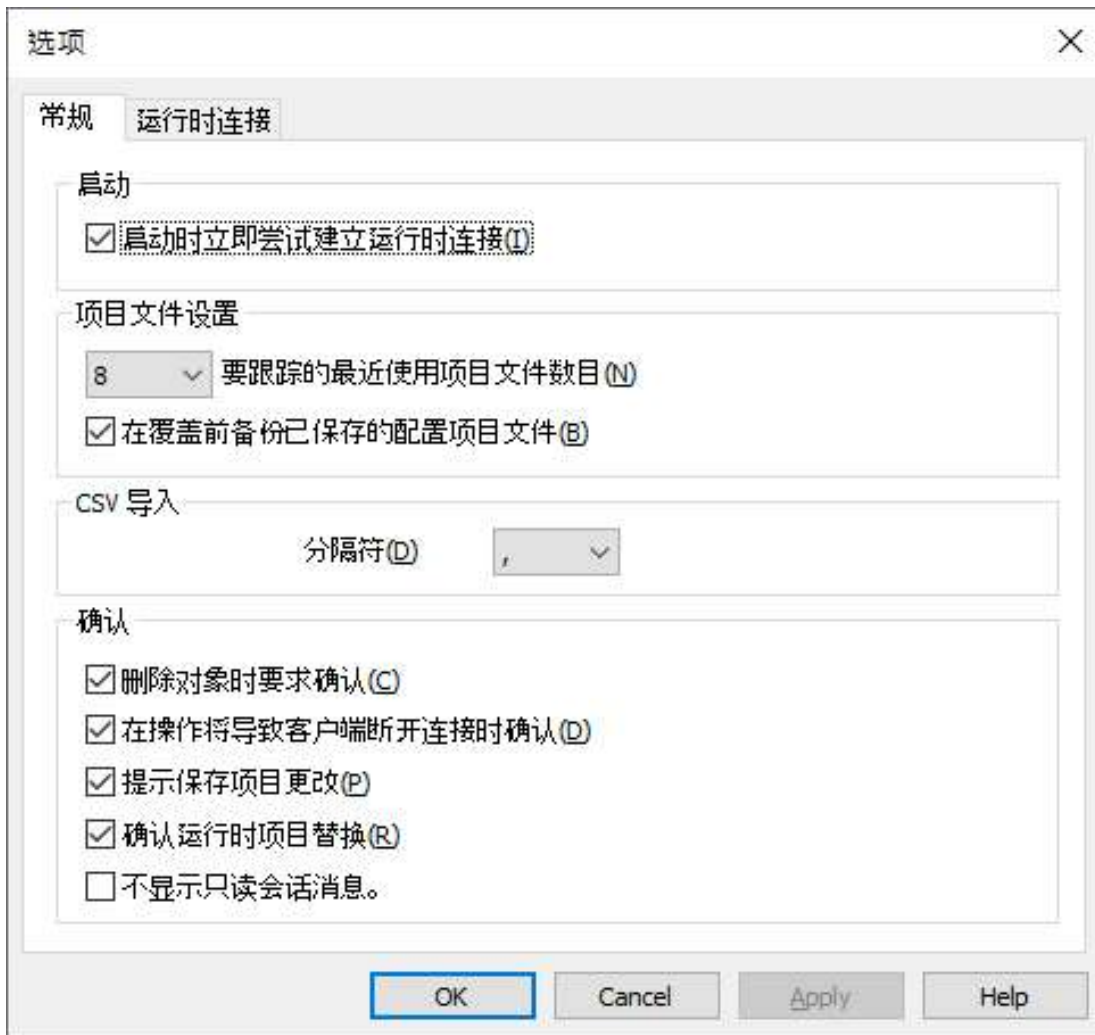 选项
常规 运行时连接
启动
启动时立即尝试建立运行时连接(I)
项目文件设置
8 要跟踪的最近使用项目文件数目(N)
在覆盖前备份已保存的配置项目文件(B)
CSV 导入
分隔符(D) ,
确认
删除对象时要求确认(C)
在操作将导致客户端断开连接时确认(D)
提示保存项目更改(P)
确认运行时项目替换(R)
不显示只读会话消息。
OK Cancel Apply Help